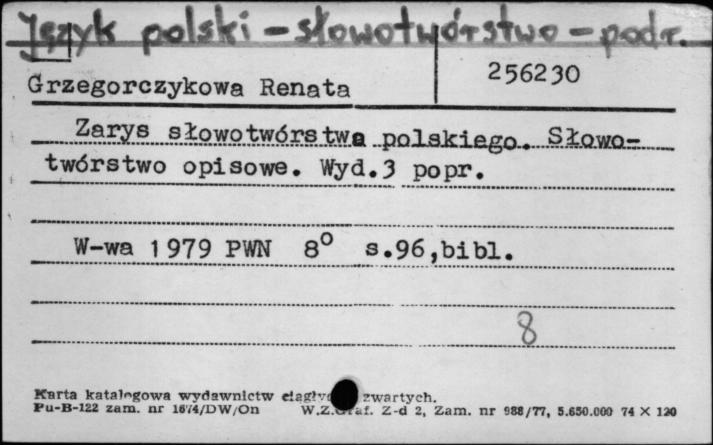 Język polski - słowotwórstwo - podr.
Grzegorczykowa Renata
256230
Zarys słowotwórstwa polskiego. Słowo-
twórstwo opisowe. Wyd.3 popr.
W-wa 1979 PWN 8° s.96,bibl.
8
Karta katalogowa wydawnictw zwartych.
Pu-B-122 zam. nr 1674/DW/On W.Z.Graf. Z-d 2, Zam. nr 988/77, 5.650.000 74 X 120